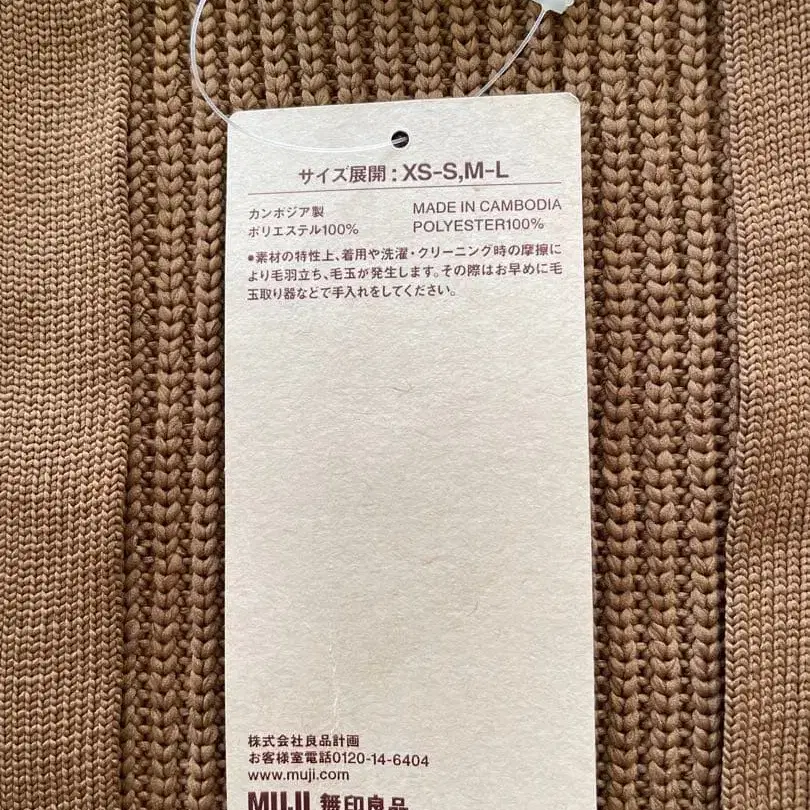 サイズ展開:XS-S,M-L
カンボジア製 MADE IN CAMBODIA
ポリエステル100% POLYESTER100%
●素材の特性上、着用や洗濯・クリーニング時の摩擦に
より毛羽立ち、毛玉が発生します。その際はお早めに毛
玉取り器などで手入れをしてください。
株式会社良品計画
お客様室電話0120-14-6404
www.muji.com
MUJI 無印良品